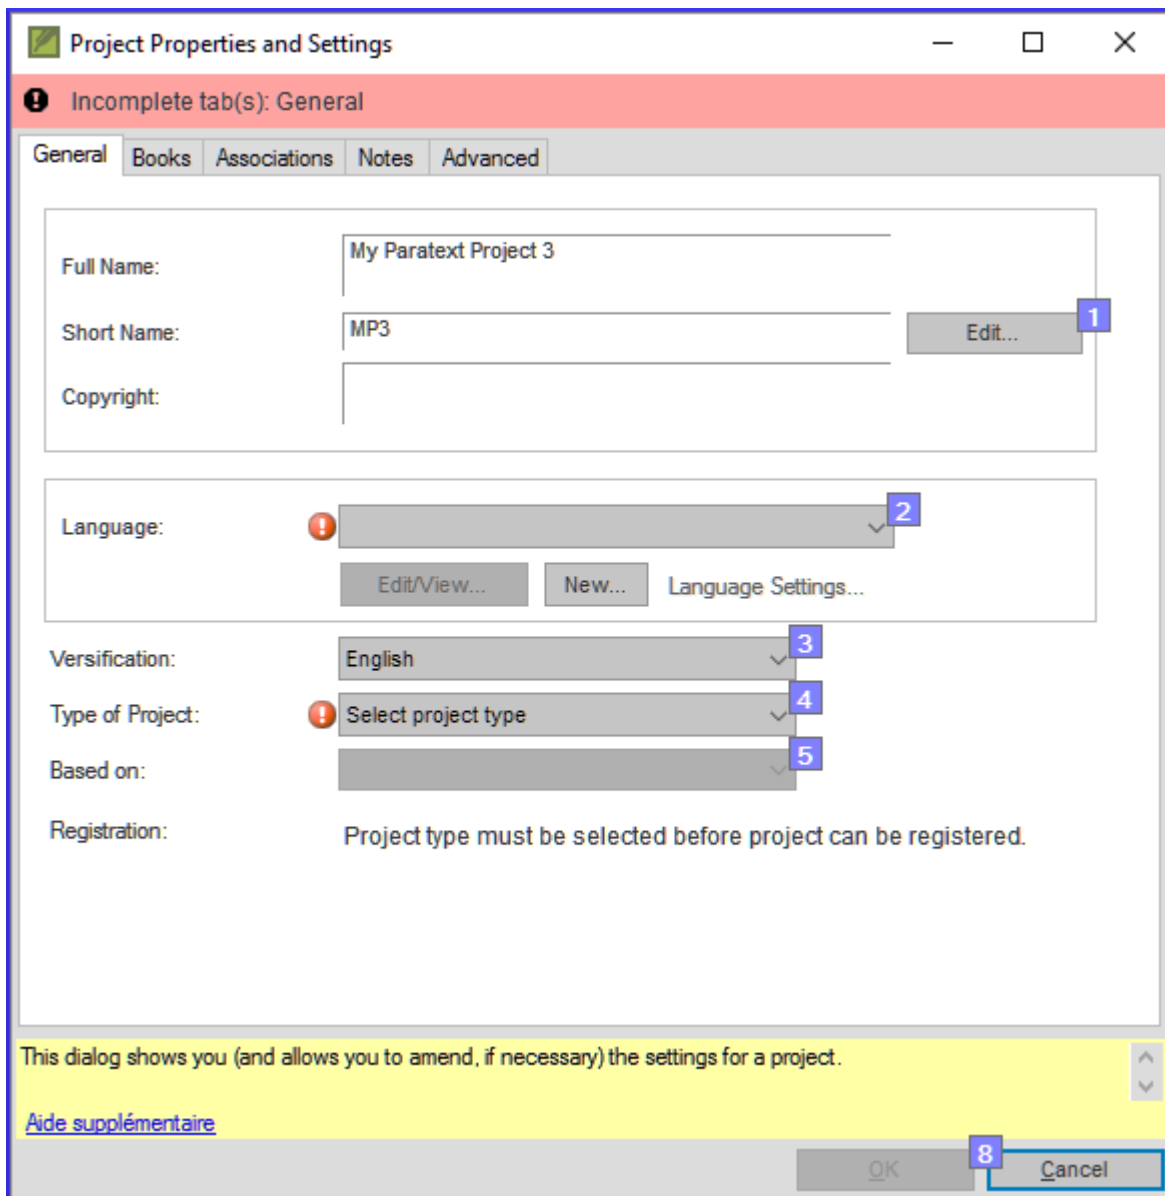 Project Properties and Settings
Incomplete tab(s): General
General Books Associations Notes Advanced
Full Name: My Paratext Project 3
1
Short Name: MP3 Edit...
Copyright:
2
Language:
Edit/View... New... Language Settings...
3
Versification: English
4
Type of Project: Select project type
5
Based on:
Registration: Project type must be selected before project can be registered.
This dialog shows you (and allows you to amend, if necessary) the settings for a project.
Aide supplémentaire
8
OK Cancel